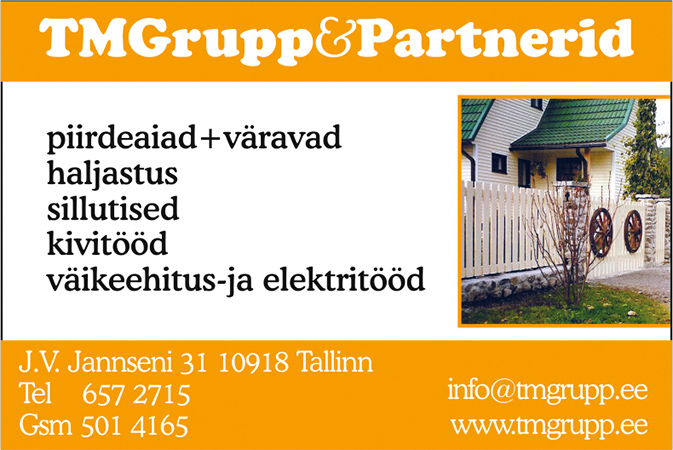 TMGrupp&Partnerid
piirdeaiad+väravad
haljastus
sillutised
kivitööd
väikeehitus-ja elektritööd
J.V. Jannseni 31 10918 Tallinn
Tel 657 2715
Gsm 501 4165
info@tmgrupp.ee
www.tmgrupp.ee